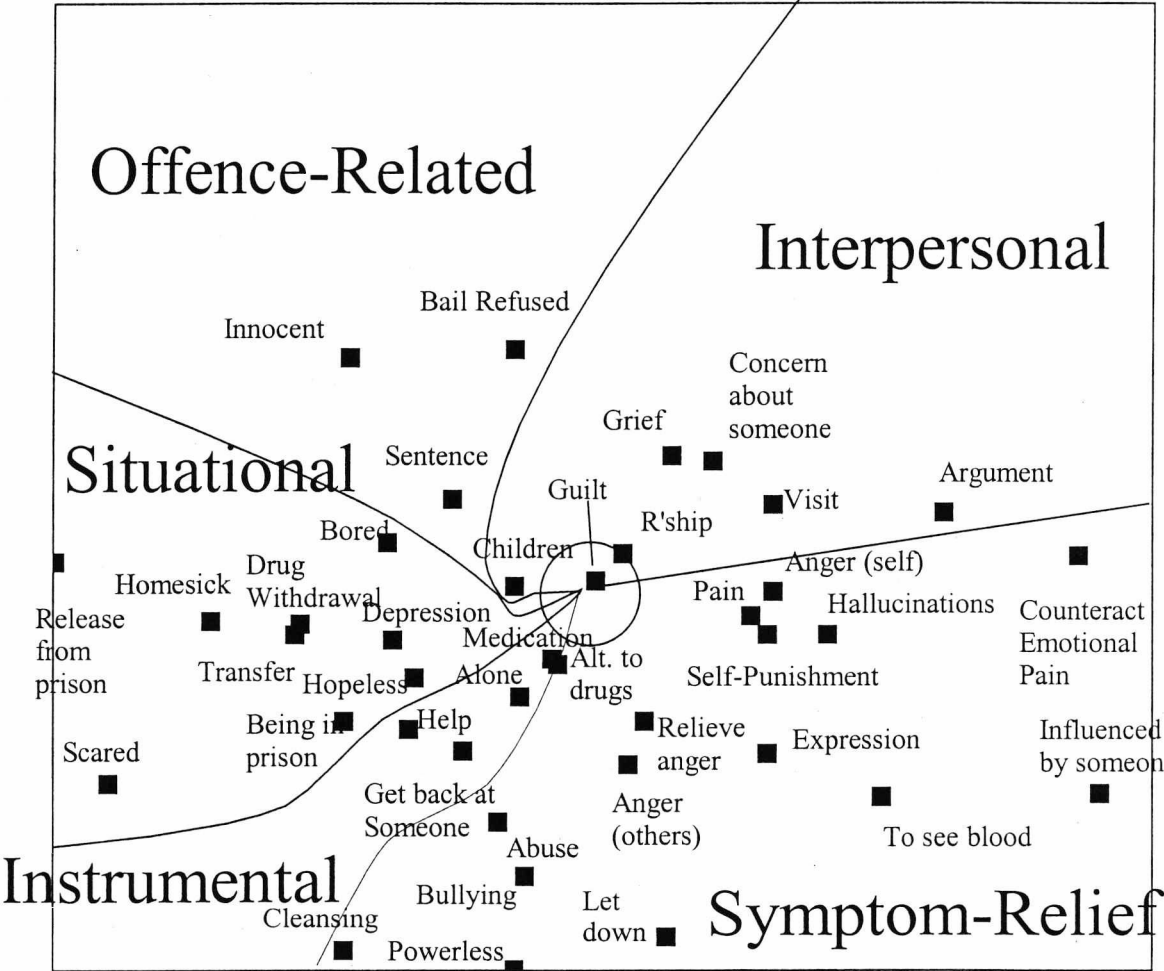 Offence-Related
Interpersonal
Bail Refused
Innocent
Concern
about
someone
Grief
Situational
Sentence
Argument
Guilt
Visit
R'ship
Bored
Children
Drug
Withdrawal
Anger (self)
Homesick
Pain
Hallucinations
Release
from
prison
Depression
Counteract
Emotional
Pain
Medication
Transfer
Alt. to
drugs
Hopeless
Alone
Self-Punishment
Being in
prison
Help
Relieve
anger
Expression
Influenced
by someon
Scared
Get back at
Someone
Anger
(others)
To see blood
Abuse
Instrumental
Bullying
Let
down
Symptom-Relief
Cleansing
Powerless